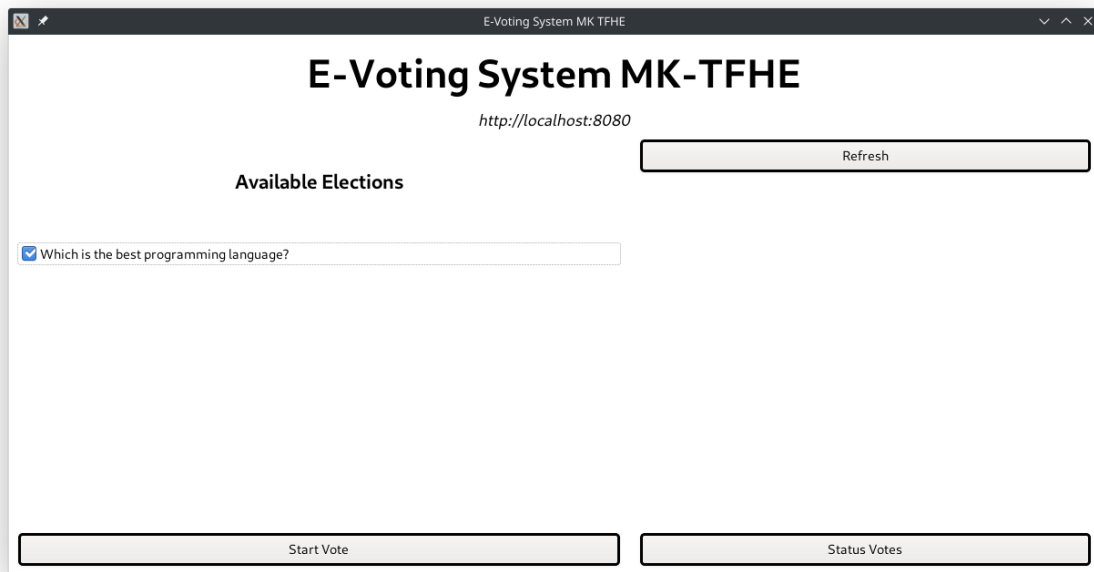 E-Voting System MK TFHE
E-Voting System MK-TFHE
http://localhost:8080
Refresh
Available Elections
Which is the best programming language?
Start Vote
Status Votes